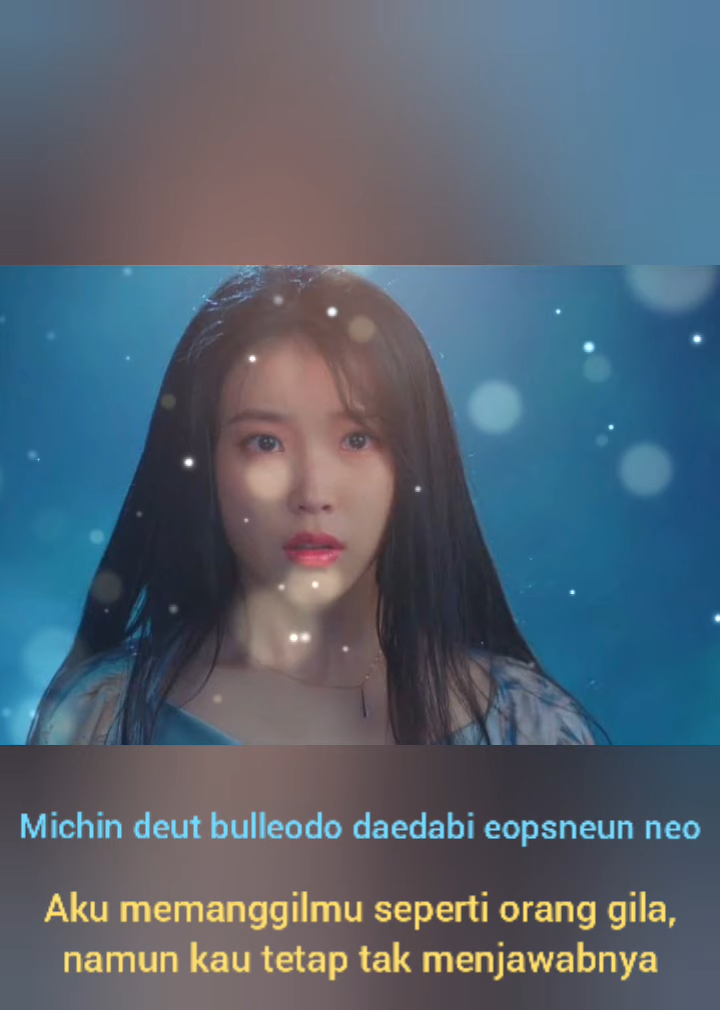 Michin deut bulleodo daedabi eopsneun neo
Aku memanggilmu seperti orang gila,
namun kau tetap tak menjawabnya